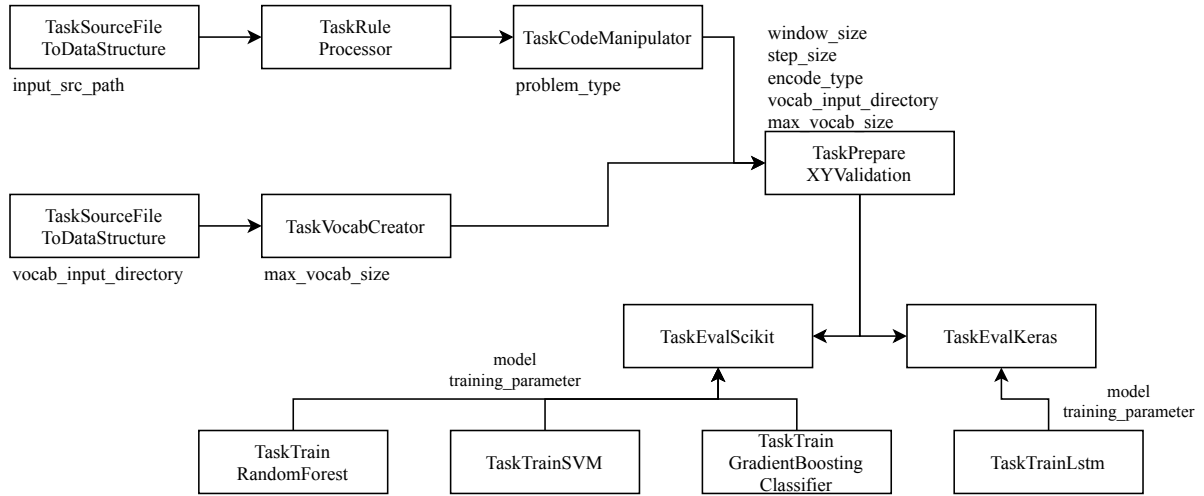 TaskSourceFile
ToDataStructure
input_src_path
TaskRule
Processor
TaskCodeManipulator
problem_type
window_size
step_size
encode_type
vocab_input_directory
max_vocab_size
TaskPrepare
XYValidation
TaskSourceFile
ToDataStructure
vocab_input_directory
TaskVocabCreator
max_vocab_size
TaskEvalScikit
TaskEvalKeras
model
training_parameter
model
training_parameter
TaskTrain
RandomForest
TaskTrainSVM
TaskTrain
GradientBoosting
Classifier
TaskTrainLstm